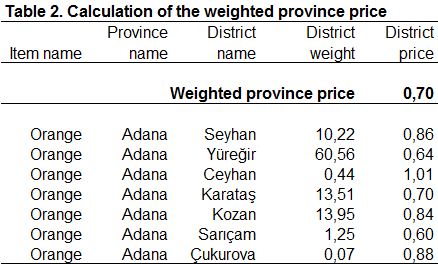 Table 2. Calculation of the weighted province price
Item name Province name District name District weight District price
Weighted province price 0,70
Orange Adana Seyhan 10,22 0,86
Orange Adana Yüreğir 60,56 0,64
Orange Adana Ceyhan 0,44 1,01
Orange Adana Karataş 13,51 0,70
Orange Adana Kozan 13,95 0,84
Orange Adana Sarıçam 1,25 0,60
Orange Adana Çukurova 0,07 0,88